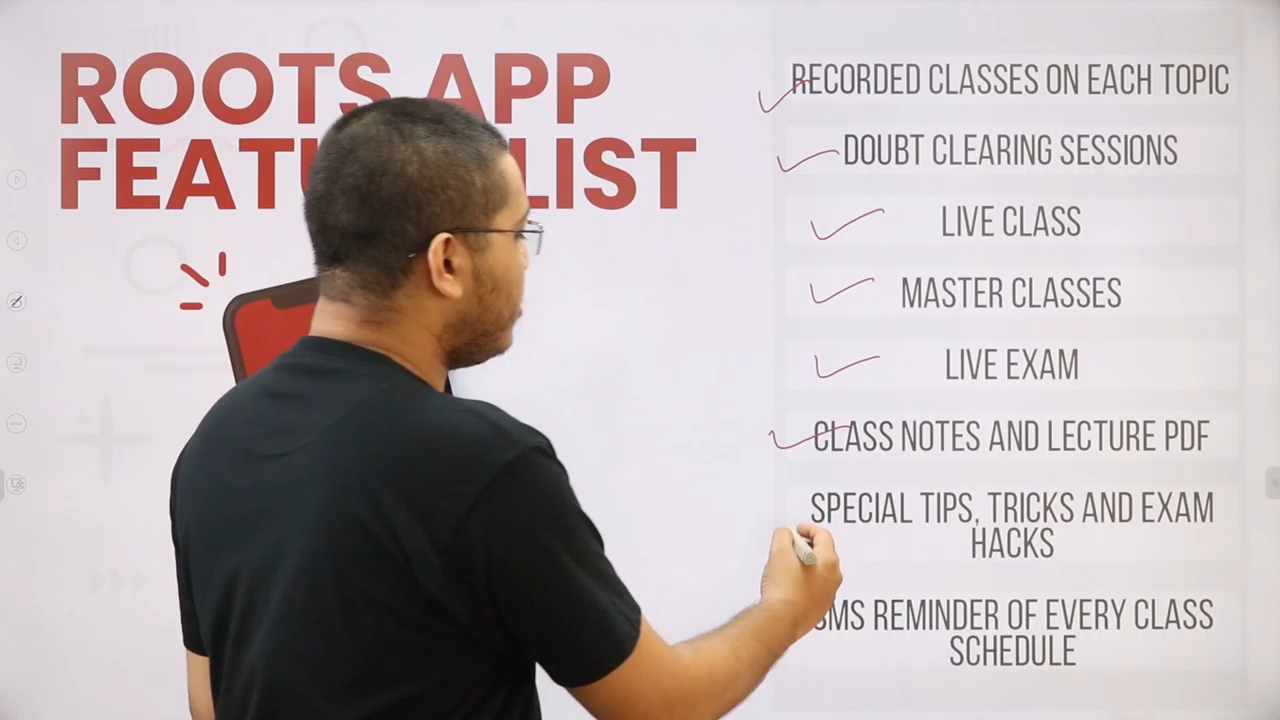 ROOTS APP
LIST
RECORDED CLASSES ON EACH TOPIC
DOUBT CLEARING SESSIONS
LIVE CLASS
MASTER CLASSES
LIVE EXAM
CLASS NOTES AND LECTURE PDF
SPECIAL TIPS, TRICKS AND EXAM
HACKS
SMS REMINDER OF EVERY CLASS
SCHEDULE